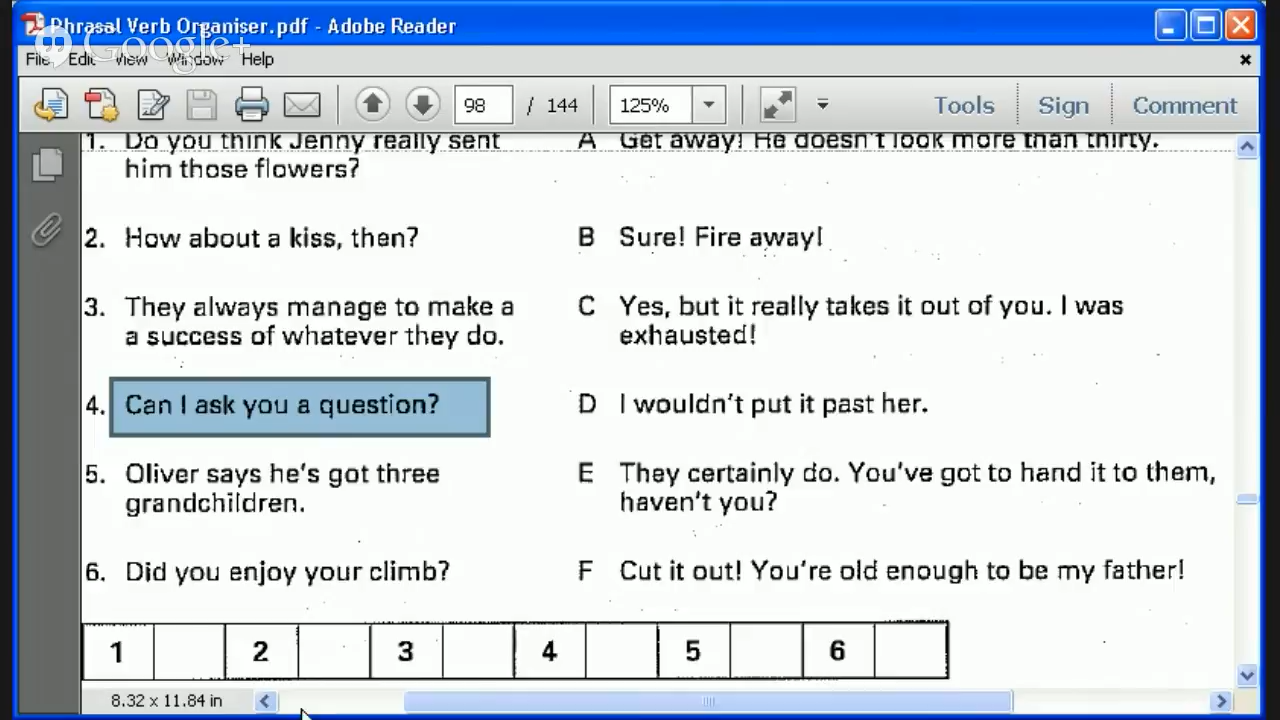 Phrasal Verb Organiser.pdf - Adobe Reader
Google+
File Edit View Window Help
98 / 144 125% Tools Sign Comment
1. Do you think Jenny really sent
him those flowers?
A Get away! He doesn't look more than thirty.
2. How about a kiss, then?
B Sure! Fire away!
3. They always manage to make a
a success of whatever they do.
C Yes, but it really takes it out of you. I was
exhausted!
4. Can I ask you a question?
D I wouldn't put it past her.
5. Oliver says he's got three
grandchildren.
E They certainly do. You've got to hand it to them,
haven't you?
6. Did you enjoy your climb?
F Cut it out! You're old enough to be my father!
1 2 3 4 5 6
8.32 x 11.84 in